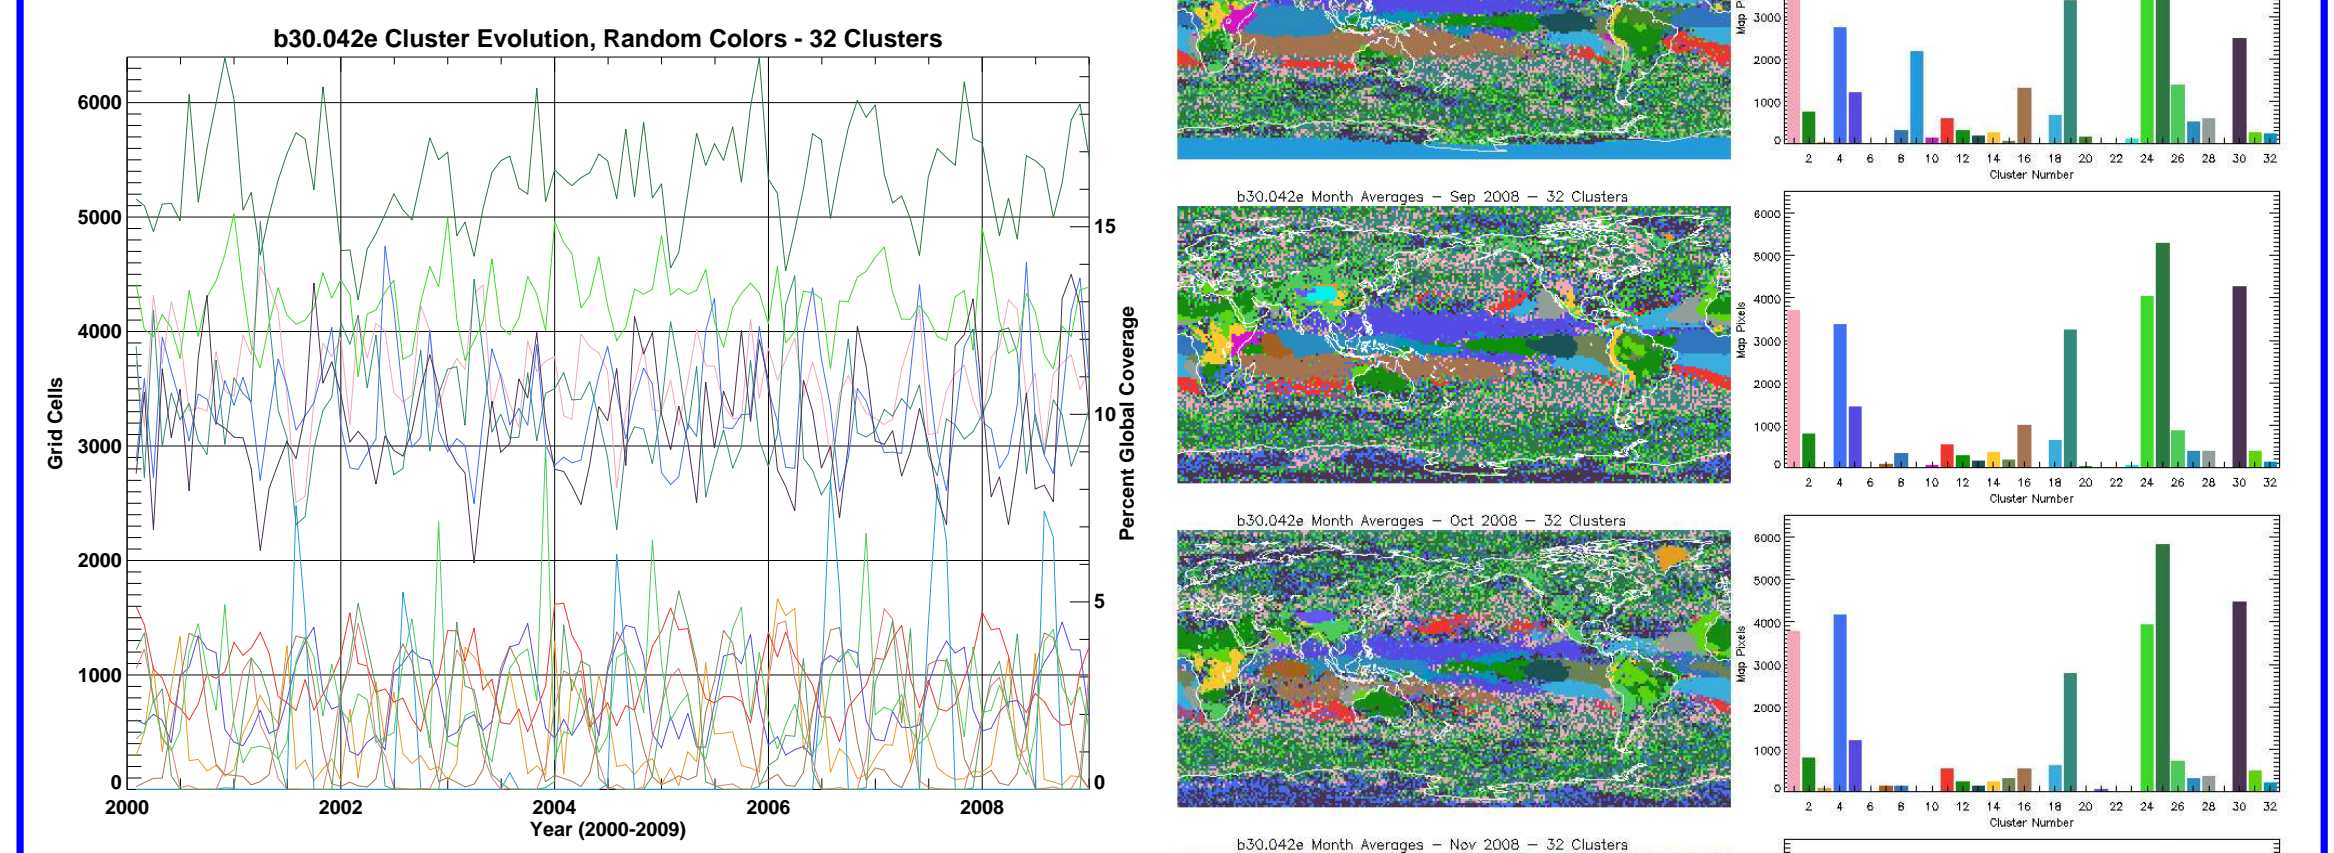 b30.042e Cluster Evolution, Random Colors - 32 Clusters
6000
5000
4000
3000
2000
1000
0
Grid Cells
15
10
5
0
Percent Global Coverage
2000 2002 2004 2006 2008
Year (2000-2009)
3000
2000
1000
0
2 4 6 8 10 12 14 16 18 20 22 24 26 28 30 32
Cluster Number
b30.042e Month Averages – Sep 2008 – 32 Clusters
6000
5000
4000
3000
2000
1000
0
Map Pixels
2 4 6 8 10 12 14 16 18 20 22 24 26 28 30 32
Cluster Number
b30.042e Month Averages – Oct 2008 – 32 Clusters
6000
5000
4000
3000
2000
1000
0
Map Pixels
2 4 6 8 10 12 14 16 18 20 22 24 26 28 30 32
Cluster Number
b30.042e Month Averages – Nov 2008 – 32 Clusters